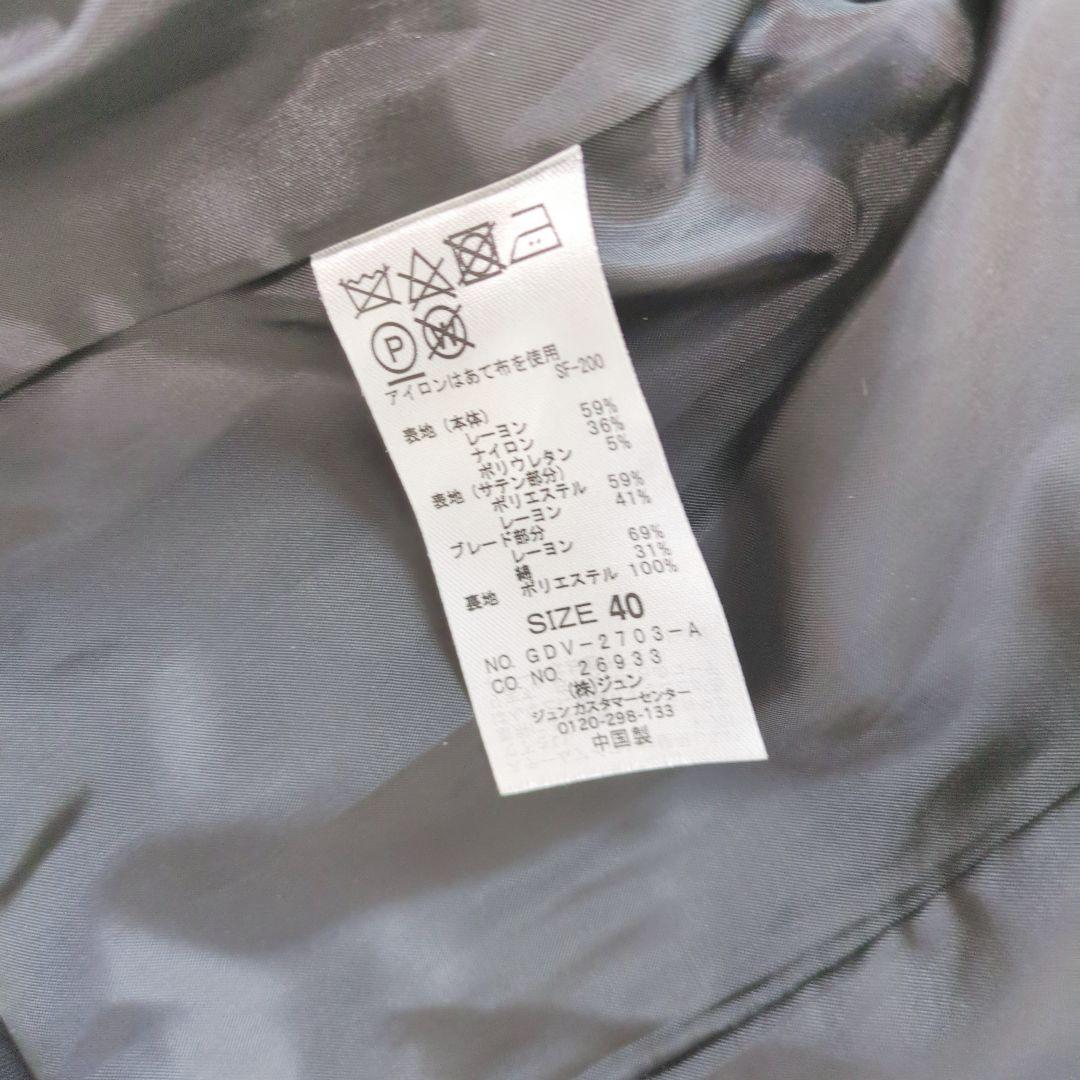 P
W
アイロンはあて布を使用
SF-200
表地(本体)
レーヨン 59%
ナイロン 36%
ポリウレタン 5%
表地(サテン部分)
ポリエステル 59%
レーヨン 41%
ブレード部分
レーヨン 69%
綿 31%
裏地 ポリエステル 100%
SIZE 40
NO. GDV-2703-A
CO. NO. 26933
(株)ジュン
ジュンカスタマーセンター
0120-298-133
中国製